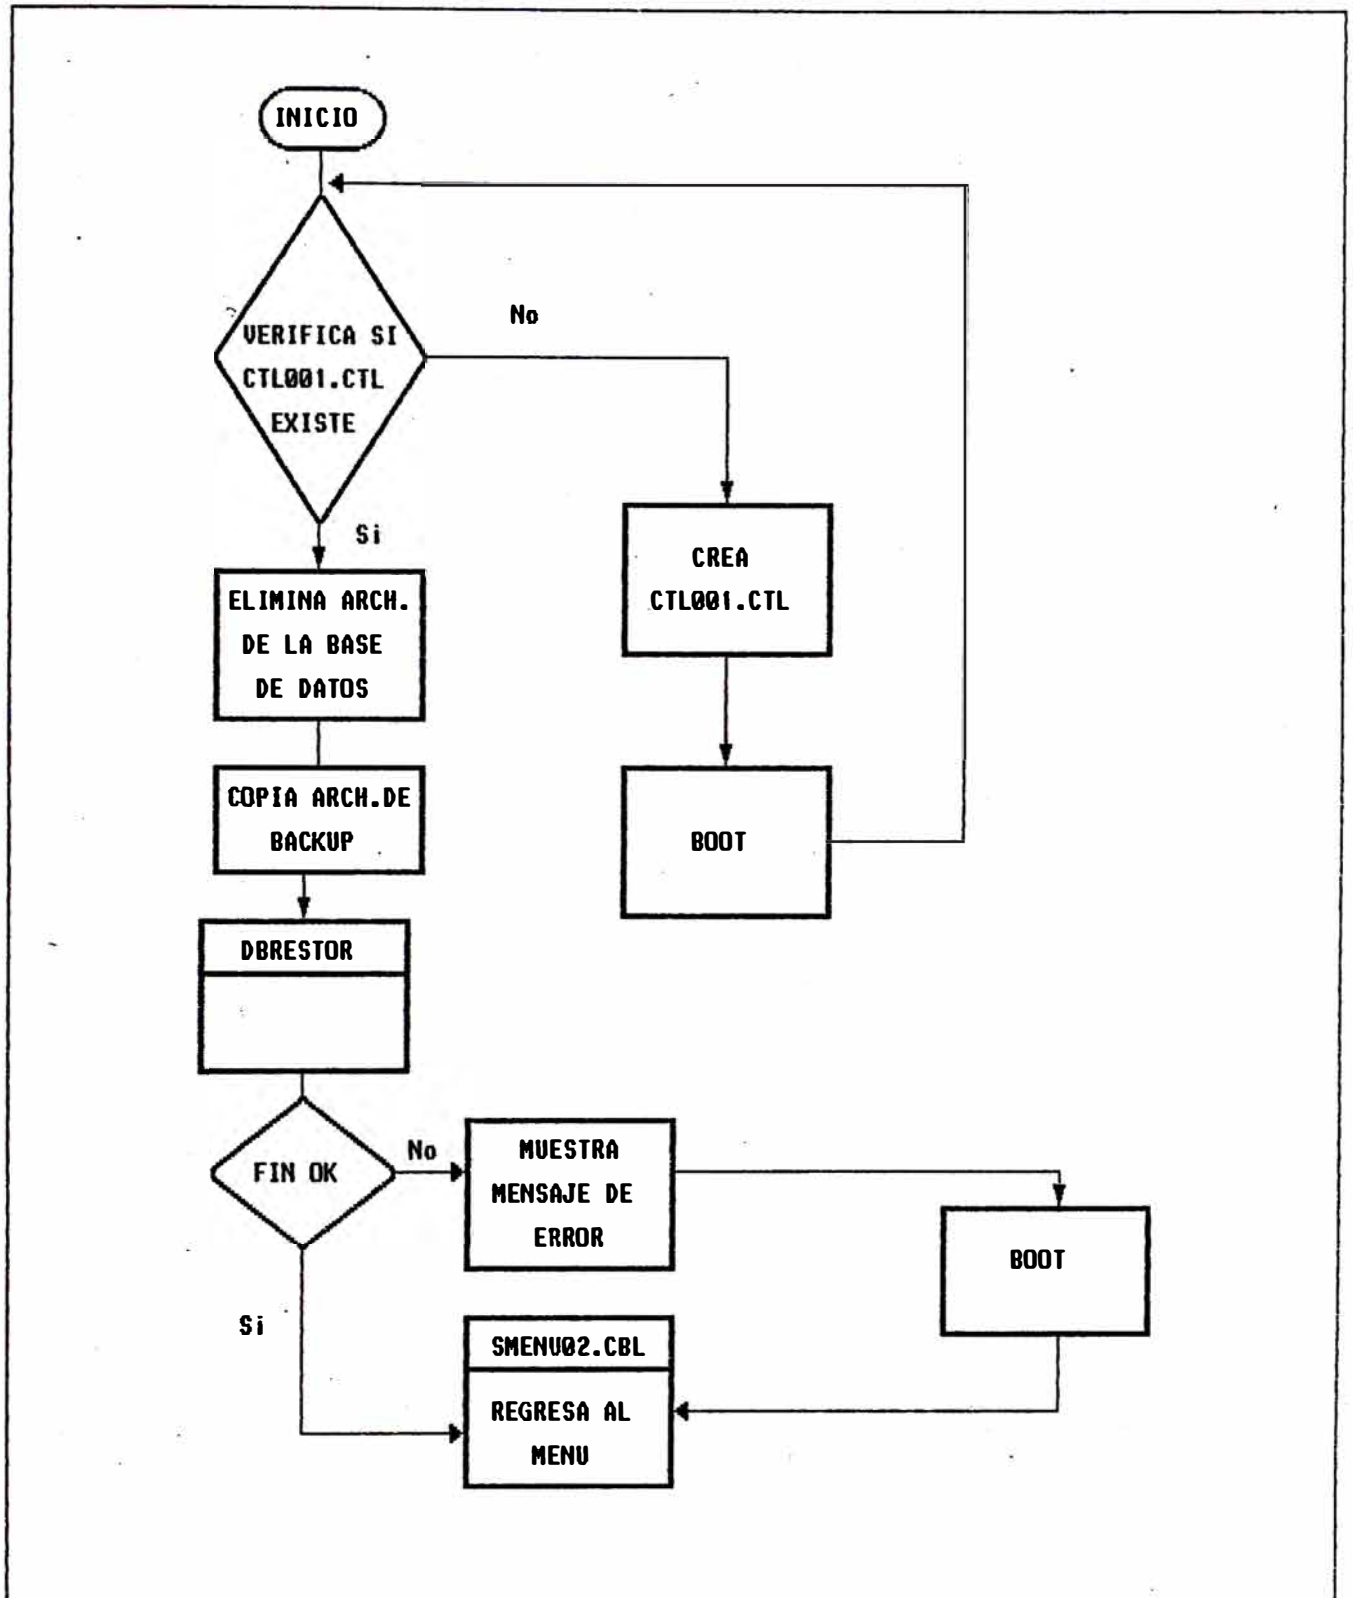 INICIO
No
VERIFICA SI
CTL001.CTL
EXISTE
Si
CREA
CTL001.CTL
ELIMINA ARCH.
DE LA BASE
DE DATOS
COPIA ARCH.DE
BACKUP
BOOT
DBRESTOR
FIN OK
No
MUESTRA
MENSAJE DE
ERROR
BOOT
Si
SMENU02.CBL
REGRESA AL
MENU